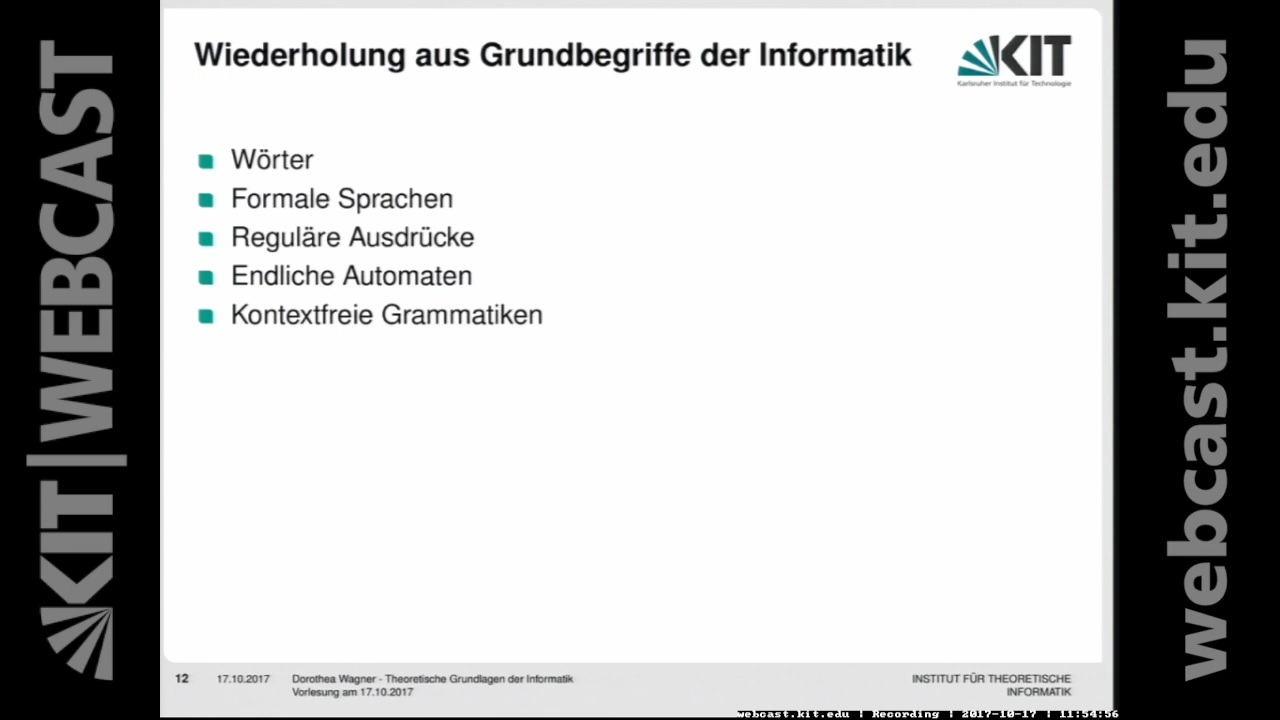 KIT|WEBCAST
Wiederholung aus Grundbegriffe der Informatik
KIT
Karlsruher Institut für Technologie
Wörter
Formale Sprachen
Reguläre Ausdrücke
Endliche Automaten
Kontextfreie Grammatiken
12 17.10.2017 Dorothea Wagner - Theoretische Grundlagen der Informatik
Vorlesung am 17.10.2017
INSTITUT FÜR THEORETISCHE
INFORMATIK
webcast.kit.edu | Recording | 2017-10-17 | 11:54:56
webcast.kit.edu